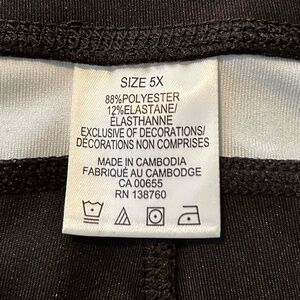 SIZE 5X
88%POLYESTER
12%ELASTANE/
ELASTHANNE
EXCLUSIVE OF DECORATIONS/
DÉCORATIONS NON COMPRISES
MADE IN CAMBODIA
FABRIQUÉ AU CAMBODGE
CA 00655
RN 138760